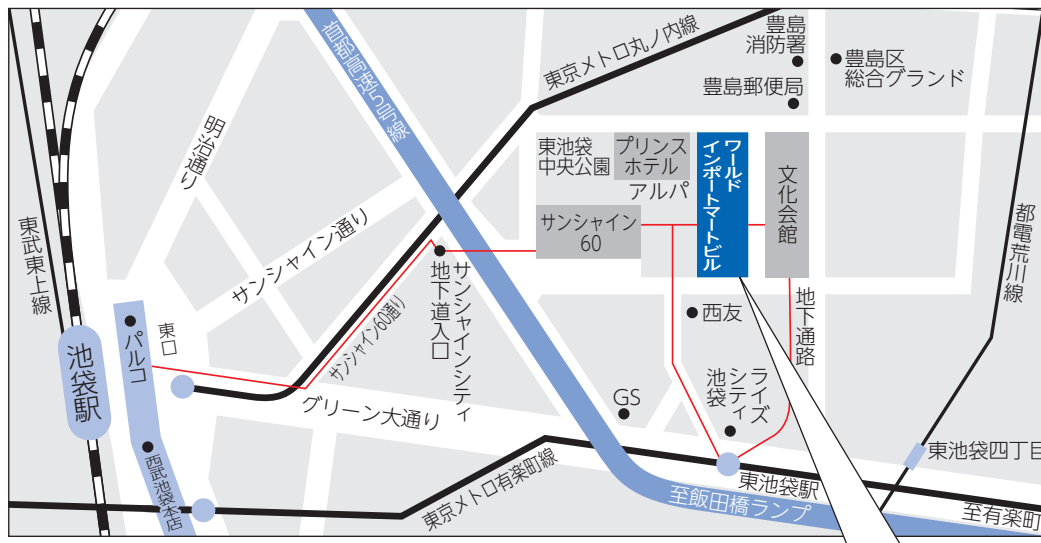 首都高速5号線
東京メトロ丸ノ内線
豊島
消防署
豊島区
総合グランド
豊島郵便局
明治通り
東池袋
中央公園
プリンス
ホテル
アルパ
ワールド
インポートマートビル
文化会館
サンシャイン
60
都電荒川線
東武東上線
サンシャイン通り
サンシャインシティ
地下道入口
サンシャイン60通り
地下通路
西友
東口
パルコ
池袋駅
グリーン大通り
GS
ライズ
シティ
池袋
西武池袋本店
東京メトロ有楽町線
東池袋駅
東池袋四丁目
至飯田橋ランプ
至有楽町